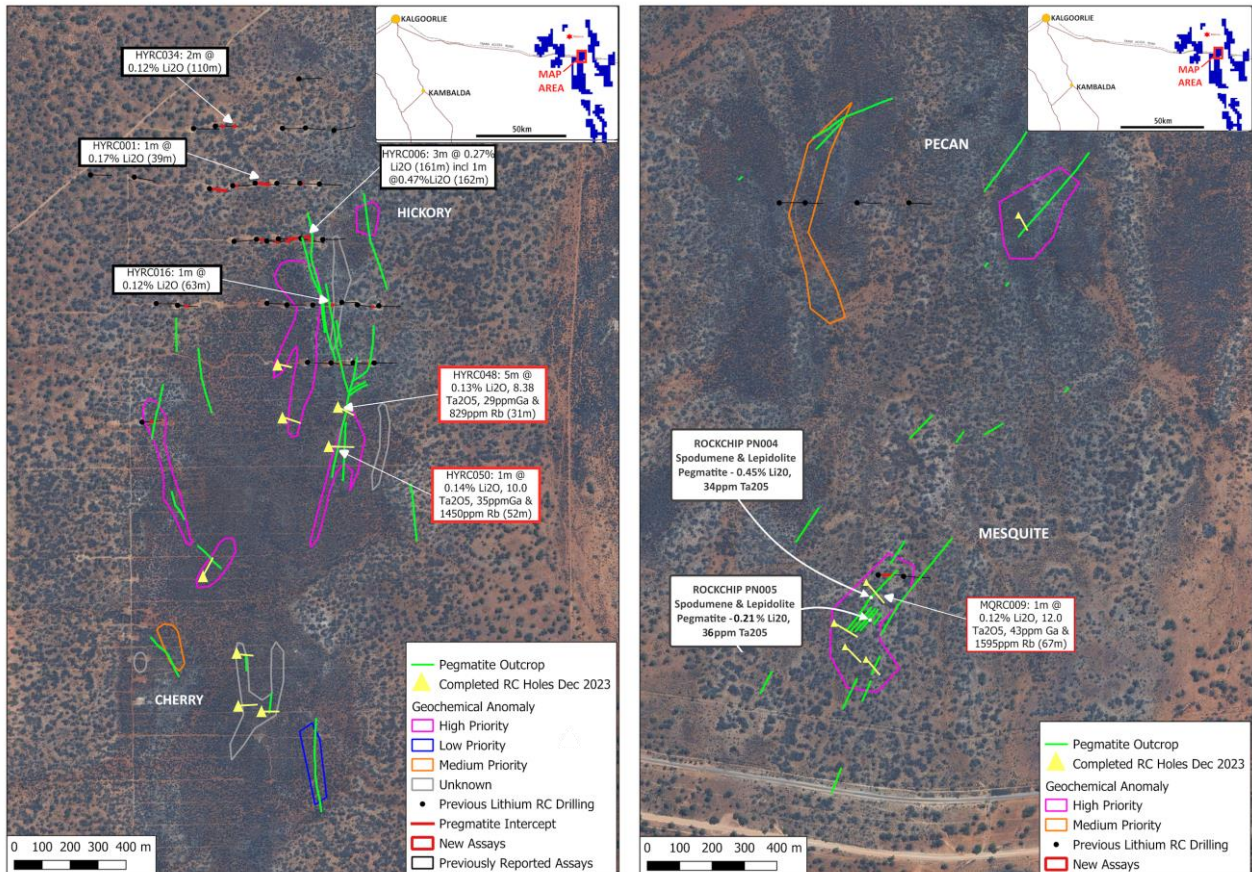 KALGOORLIE
KAMBALDA
MAP
AREA
50km
HYRC034: 2m @
0.12% Li2O (110m)
HYRC001: 1m @
0.17% Li2O (39m)
HYRC006: 3m @ 0.27%
Li2O (161m) incl 1m
@0.47%Li2O (162m)
HICKORY
HYRC016: 1m @
0.12% Li2O (63m)
HYRC048: 5m @
0.13% Li2O, 8.38
Ta2O5, 29ppmGa &
829ppm Rb (31m)
HYRC050: 1m @
0.14% Li2O, 10.0
Ta2O5, 35ppmGa &
1450ppm Rb (52m)
CHERRY
Pegmatite Outcrop
Completed RC Holes Dec 2023
Geochemical Anomaly
High Priority
Low Priority
Medium Priority
Unknown
Previous Lithium RC Drilling
Pregmatite Intercept
New Assays
Previously Reported Assays
0 100 200 300 400 m
KALGOORLIE
KAMBALDA
MAP
AREA
50km
PECAN
ROCKCHIP PN004
Spodumene & Lepidolite
Pegmatite - 0.45% Li20,
34ppm Ta205
MESQUITE
ROCKCHIP PN005
Spodumene & Lepidolite
Pegmatite -0.21% Li20,
36ppm Ta205
MQRC009: 1m @
0.12% Li2O, 12.0
Ta2O5, 43ppm Ga &
1595ppm Rb (67m)
Pegmatite Outcrop
Completed RC Holes Dec 2023
Geochemical Anomaly
High Priority
Medium Priority
Previous Lithium RC Drilling
New Assays
0 100 200 300 400 m